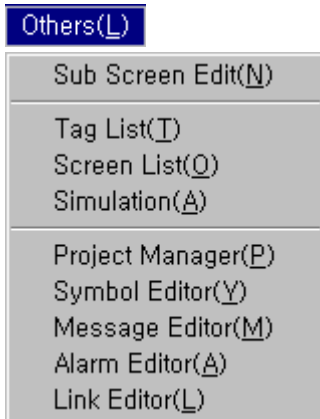 Others(L)
Sub Screen Edit(N)
Tag List(T)
Screen List(O)
Simulation(A)
Project Manager(P)
Symbol Editor(Y)
Message Editor(M)
Alarm Editor(A)
Link Editor(L)